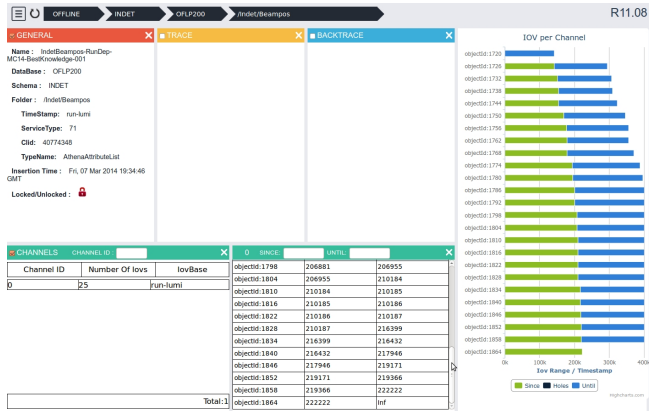 OFFLINE INDET OFLP200 /Indet/Beampos R11.08
GENERAL
Name : IndetBeampos-RunDep-
MC14-BestKnowledge-001
DataBase : OFLP200
Schema : INDET
Folder : /Indet/Beampos
TimeStamp: run-lumi
ServiceType: 71
Clid: 40774348
TypeName: AthenaAttributeList
Insertion Time : Fri, 07 Mar 2014 19:34:46
GMT
Locked/Unlocked :
TRACE
BACKTRACE
CHANNELS CHANNEL ID
Channel ID Number Of Iovs IovBase
0 25 run-lumi
Total:1
0 SINCE: UNTIL:
objectId:1798 206881 206955
objectId:1804 206955 210184
objectId:1810 210184 210185
objectId:1816 210185 210186
objectId:1822 210186 210187
objectId:1828 210187 216399
objectId:1834 216399 216432
objectId:1840 216432 217946
objectId:1846 217946 219171
objectId:1852 219171 219366
objectId:1858 219366 222222
objectId:1864 222222 Inf
IOV per Channel
objectId:1720
objectId:1726
objectId:1732
objectId:1738
objectId:1744
objectId:1750
objectId:1756
objectId:1762
objectId:1768
objectId:1774
objectId:1780
objectId:1786
objectId:1792
objectId:1798
objectId:1804
objectId:1810
objectId:1816
objectId:1822
objectId:1828
objectId:1834
objectId:1840
objectId:1846
objectId:1852
objectId:1858
objectId:1864
0k 100k 200k 300k 400k
Iov Range / Timestamp
Since Holes Until
Highcharts.com